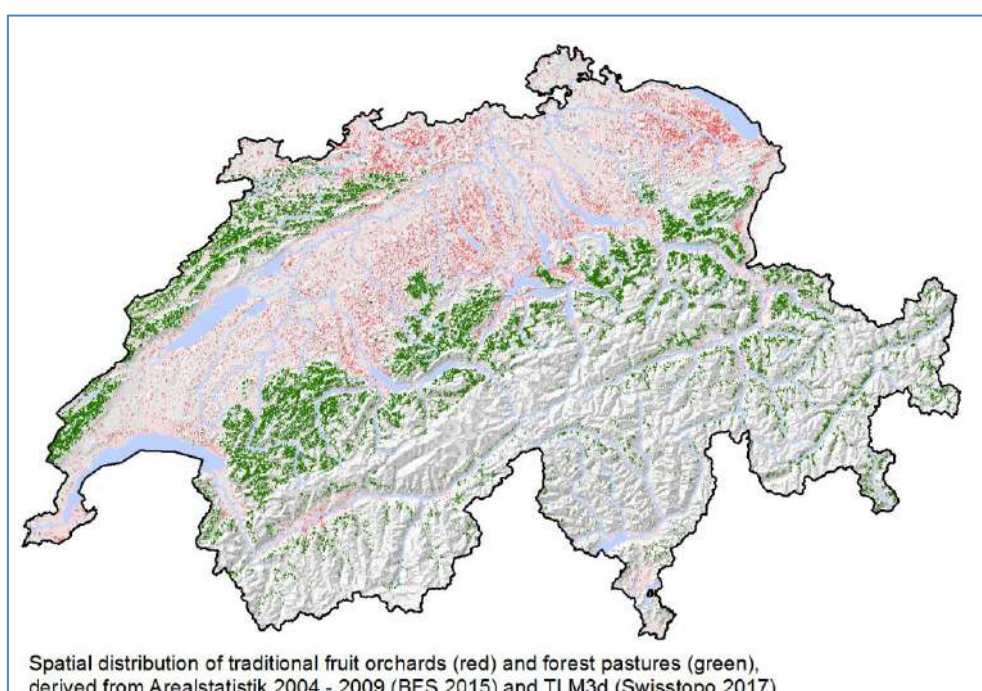 Spatial distribution of traditional fruit orchards (red) and forest pastures (green),
derived from Arealstatistik 2004 - 2009 (BFS 2015) and TLM3d (Swisstopo 2017)